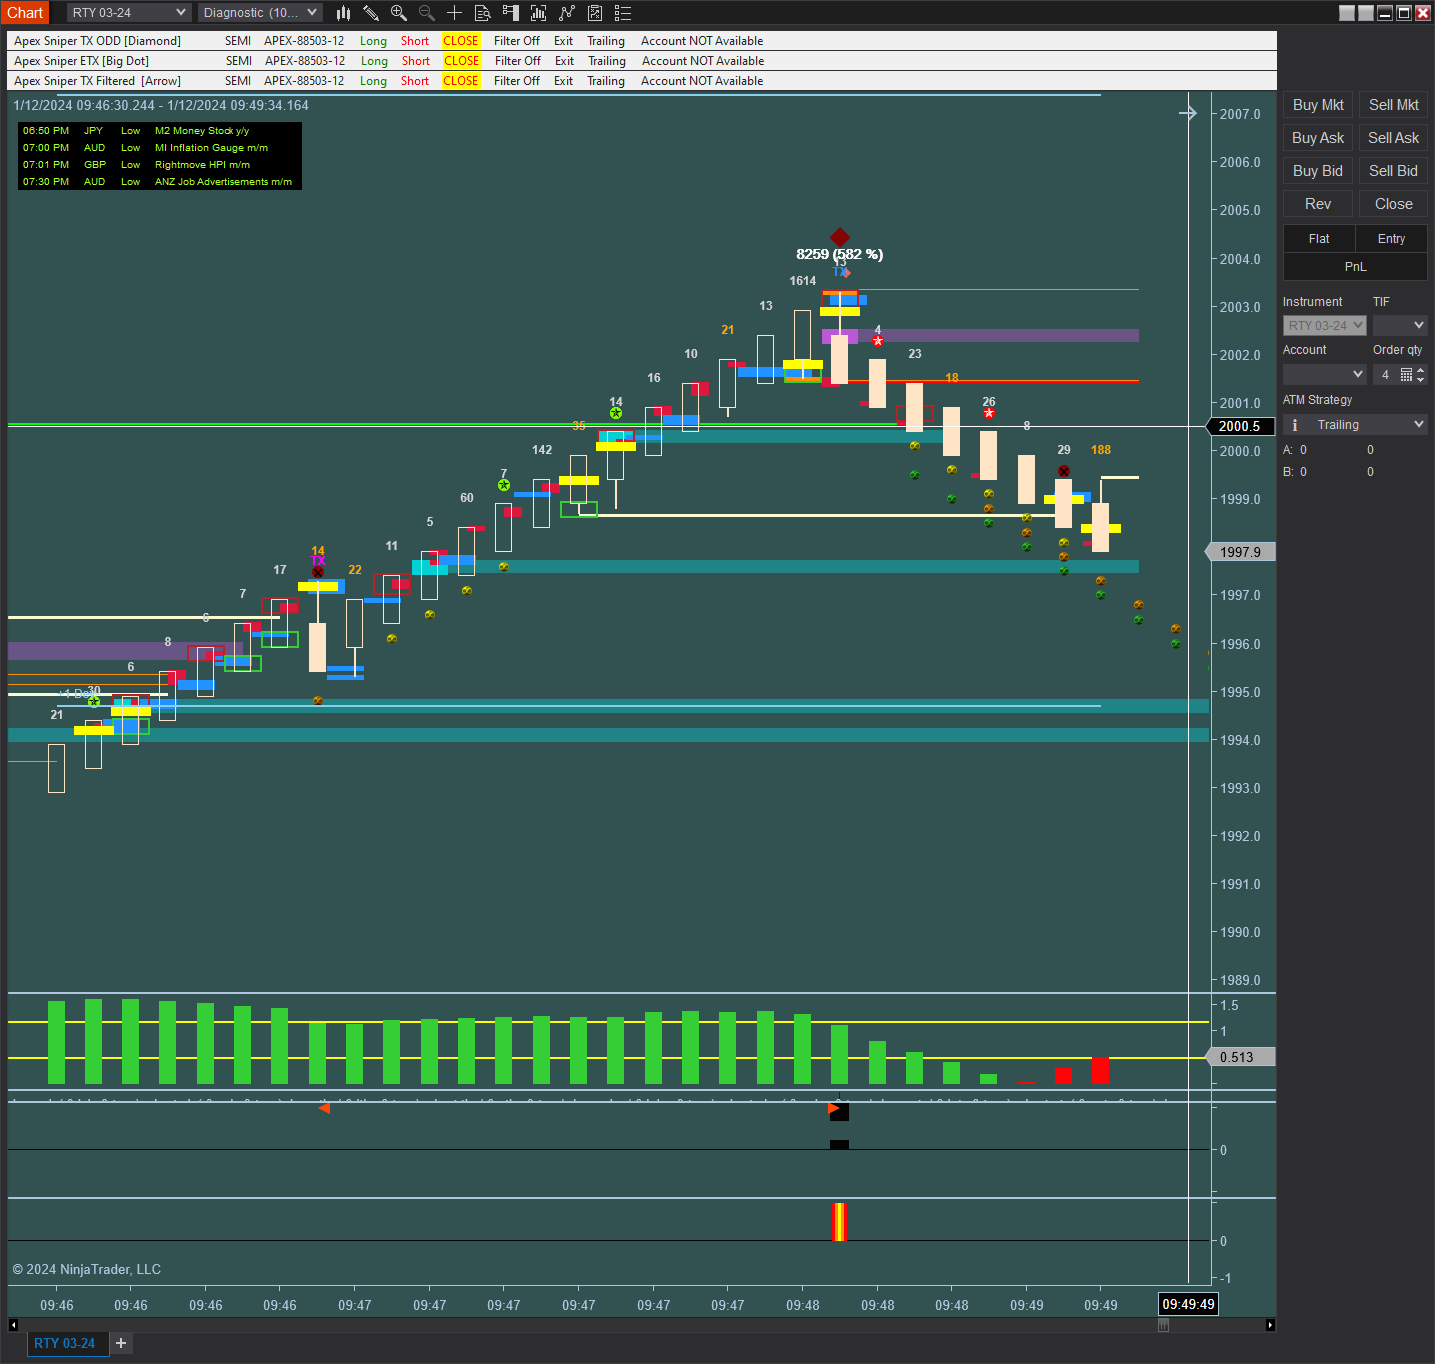 Chart RTY 03-24 Diagnostic (10...
Apex Sniper TX ODD [Diamond] SEMI APEX-88503-12 Long Short CLOSE Filter Off Exit Trailing Account NOT Available
Apex Sniper ETX [Big Dot] SEMI APEX-88503-12 Long Short CLOSE Filter Off Exit Trailing Account NOT Available
Apex Sniper TX Filtered [Arrow] SEMI APEX-88503-12 Long Short CLOSE Filter Off Exit Trailing Account NOT Available
1/12/2024 09:46:30.244 - 1/12/2024 09:49:34.164
06:50 PM JPY Low M2 Money Stock y/y
07:00 PM AUD Low MI Inflation Gauge m/m
07:01 PM GBP Low Rightmove HPI m/m
07:30 PM AUD Low ANZ Job Advertisements m/m
8259 (582 %)
13
TX
1614
13
21
10
16
14
35
142
7
60
5
11
22
14
TX
17
7
6
8
6
30
21
4
23
18
26
8
29
188
2007.0
2006.0
2005.0
2004.0
2003.0
2002.0
2001.0
2000.5
2000.0
1999.0
1997.9
1997.0
1996.0
1995.0
1994.0
1993.0
1992.0
1991.0
1990.0
1989.0
1.5
1
0.513
0
0
-1
© 2024 NinjaTrader, LLC
09:46 09:46 09:46 09:46 09:47 09:47 09:47 09:47 09:47 09:47 09:48 09:48 09:48 09:49 09:49 09:49:49
RTY 03-24 +
Buy Mkt Sell Mkt
Buy Ask Sell Ask
Buy Bid Sell Bid
Rev Close
Flat Entry
PnL
Instrument TIF
RTY 03-24
Account Order qty
4
ATM Strategy
Trailing
A: 0 0
B: 0 0